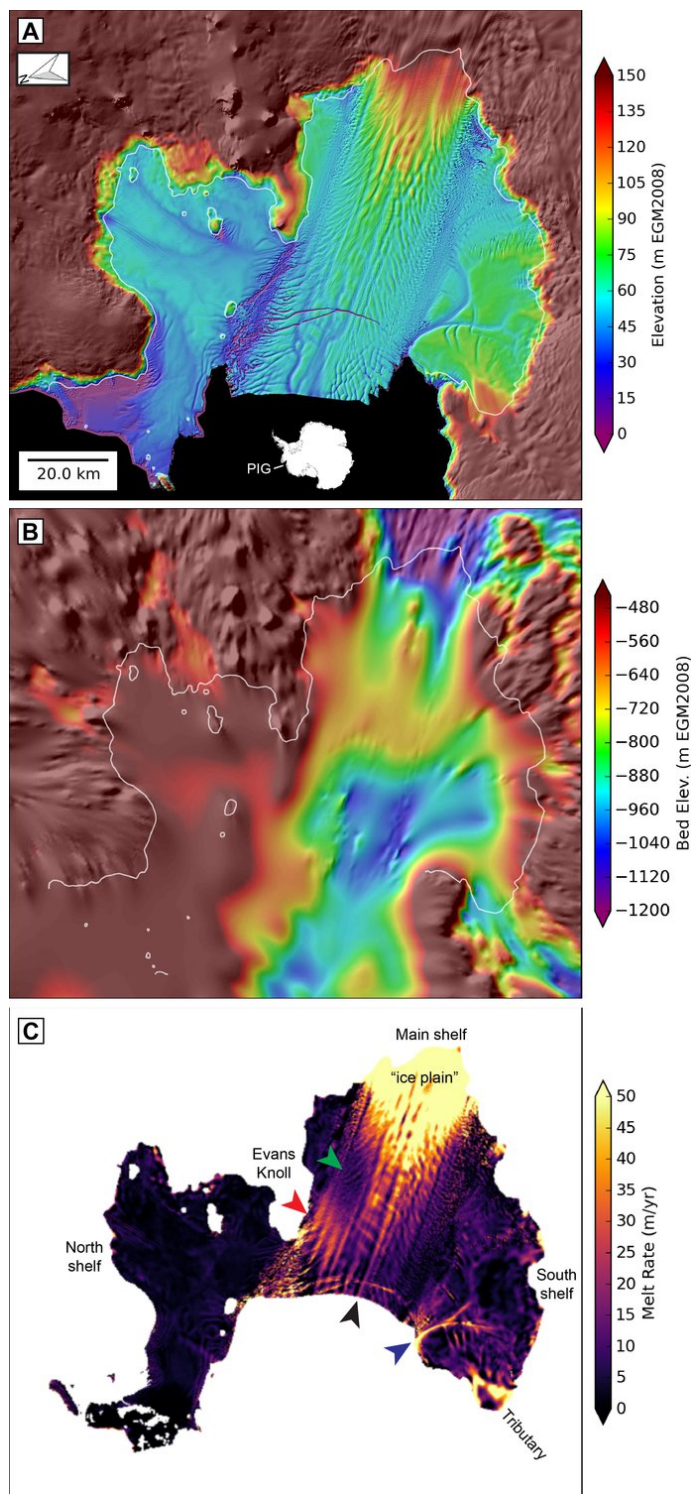 A
N
20.0 km
PIG
150
135
120
105
90
75
60
45
30
15
0
Elevation (m EGM2008)
B
−480
−560
−640
−720
−800
−880
−960
−1040
−1120
−1200
Bed Elev. (m EGM2008)
C
Main shelf
“ice plain”
Evans
Knoll
North
shelf
South
shelf
Tributary
50
45
40
35
30
25
20
15
10
5
0
Melt Rate (m/yr)